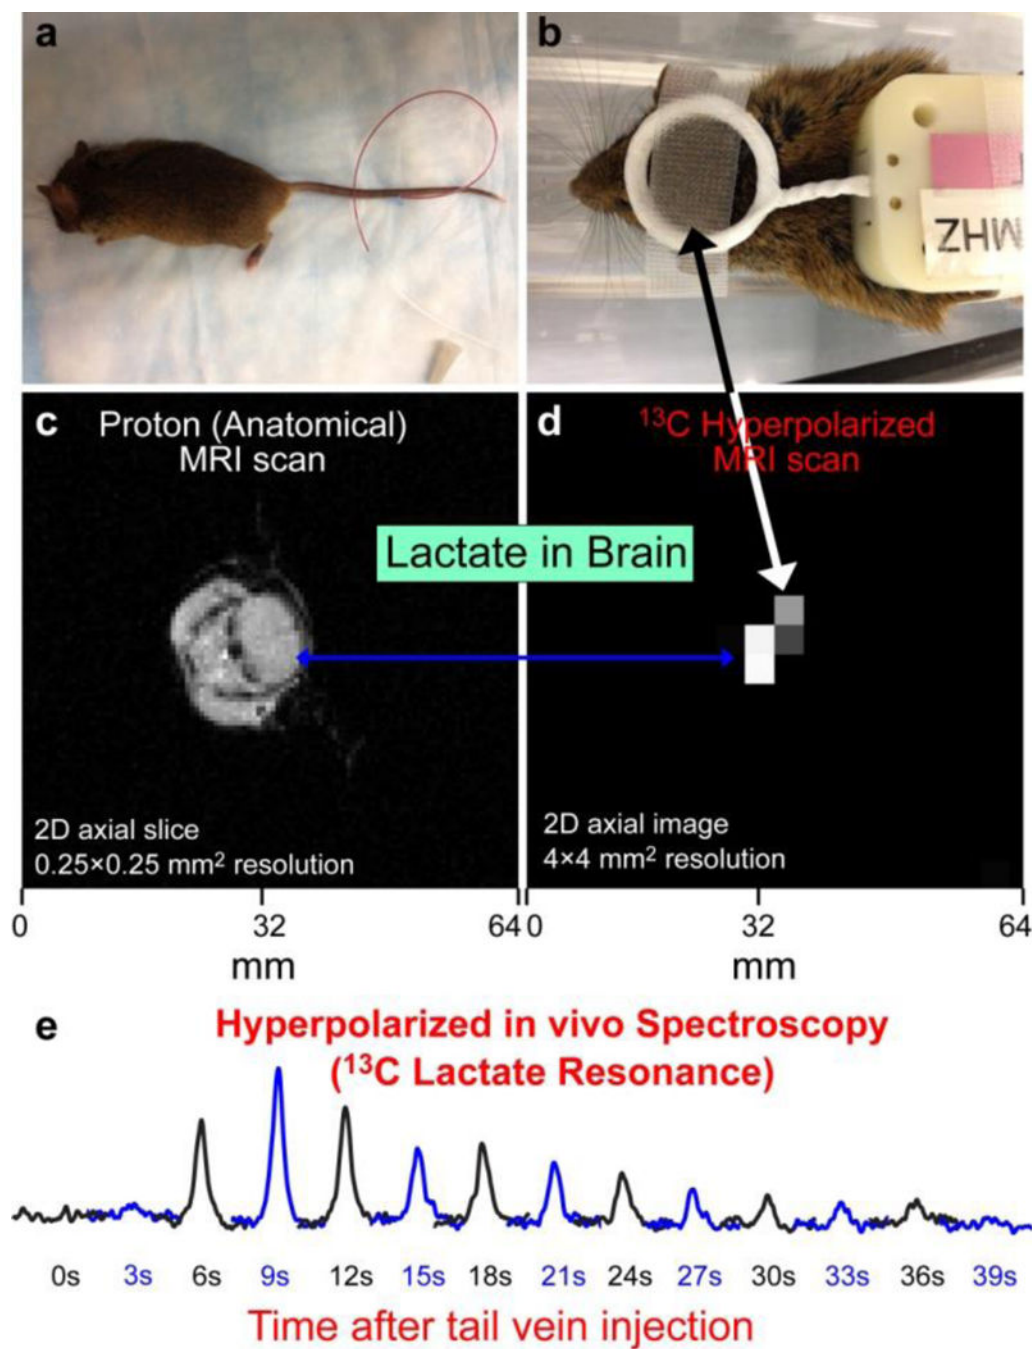 a
b
MHZ
c
Proton (Anatomical)
MRI scan
d
¹³C Hyperpolarized
MRI scan
Lactate in Brain
2D axial slice
0.25×0.25 mm² resolution
2D axial image
4×4 mm² resolution
0 32 64
0 32 64
mm
mm
e
Hyperpolarized in vivo Spectroscopy
(¹³C Lactate Resonance)
0s 3s 6s 9s 12s 15s 18s 21s 24s 27s 30s 33s 36s 39s
Time after tail vein injection